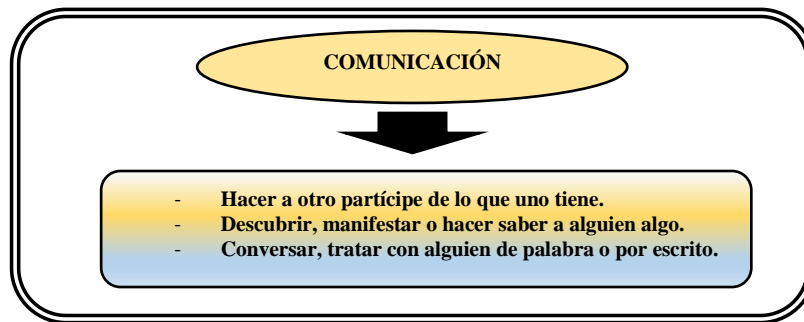 COMUNICACIÓN
- Hacer a otro partícipe de lo que uno tiene.
- Descubrir, manifestar o hacer saber a alguien algo.
- Conversar, tratar con alguien de palabra o por escrito.